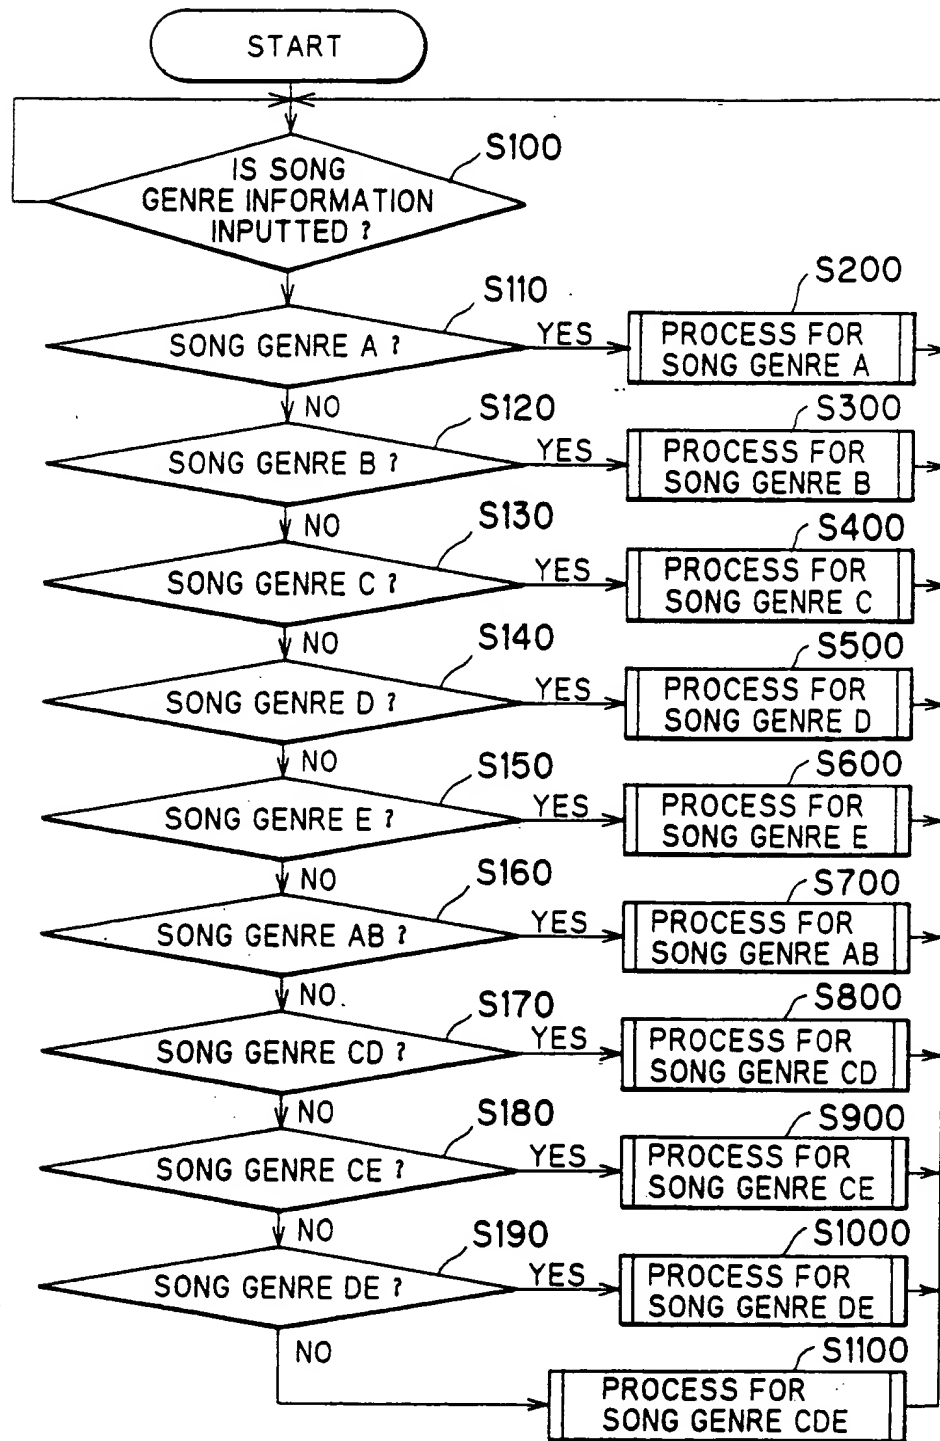 START
S100
IS SONG
GENRE INFORMATION
INPUTTED ?
S110
SONG GENRE A ?
YES
S200
PROCESS FOR
SONG GENRE A
NO
S120
SONG GENRE B ?
YES
S300
PROCESS FOR
SONG GENRE B
NO
S130
SONG GENRE C ?
YES
S400
PROCESS FOR
SONG GENRE C
NO
S140
SONG GENRE D ?
YES
S500
PROCESS FOR
SONG GENRE D
NO
S150
SONG GENRE E ?
YES
S600
PROCESS FOR
SONG GENRE E
NO
S160
SONG GENRE AB ?
YES
S700
PROCESS FOR
SONG GENRE AB
NO
S170
SONG GENRE CD ?
YES
S800
PROCESS FOR
SONG GENRE CD
NO
S180
SONG GENRE CE ?
YES
S900
PROCESS FOR
SONG GENRE CE
NO
S190
SONG GENRE DE ?
YES
S1000
PROCESS FOR
SONG GENRE DE
NO
S1100
PROCESS FOR
SONG GENRE CDE